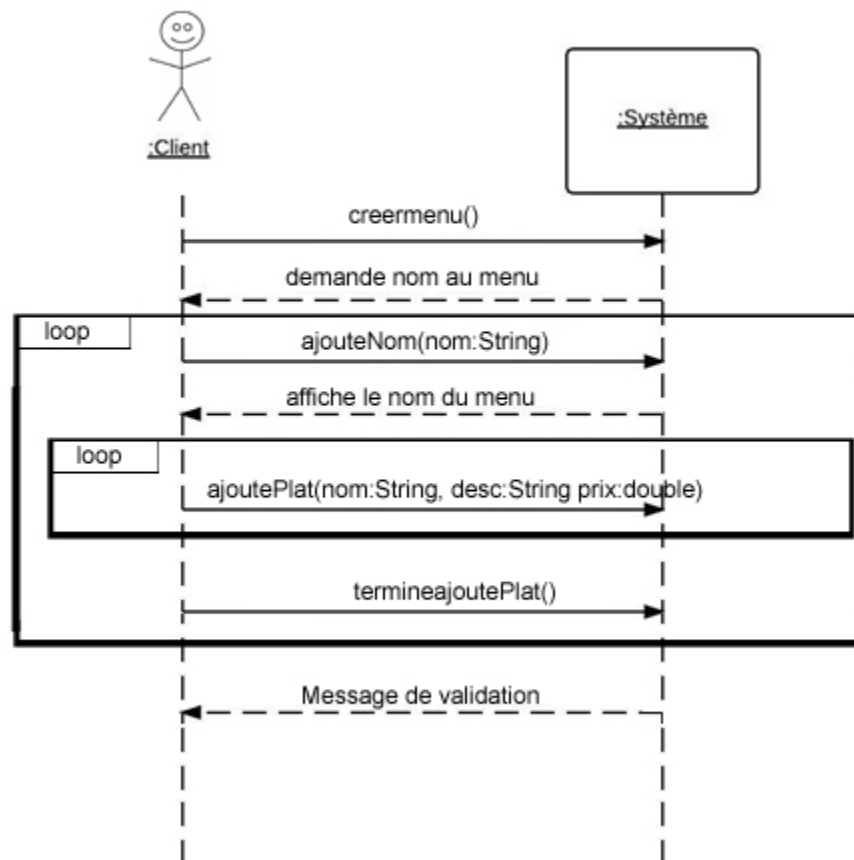 :Client
:Système
creermenu()
demande nom au menu
loop
ajouteNom(nom:String)
affiche le nom du menu
loop
ajoutePlat(nom:String, desc:String prix:double)
termineajoutePlat()
Message de validation